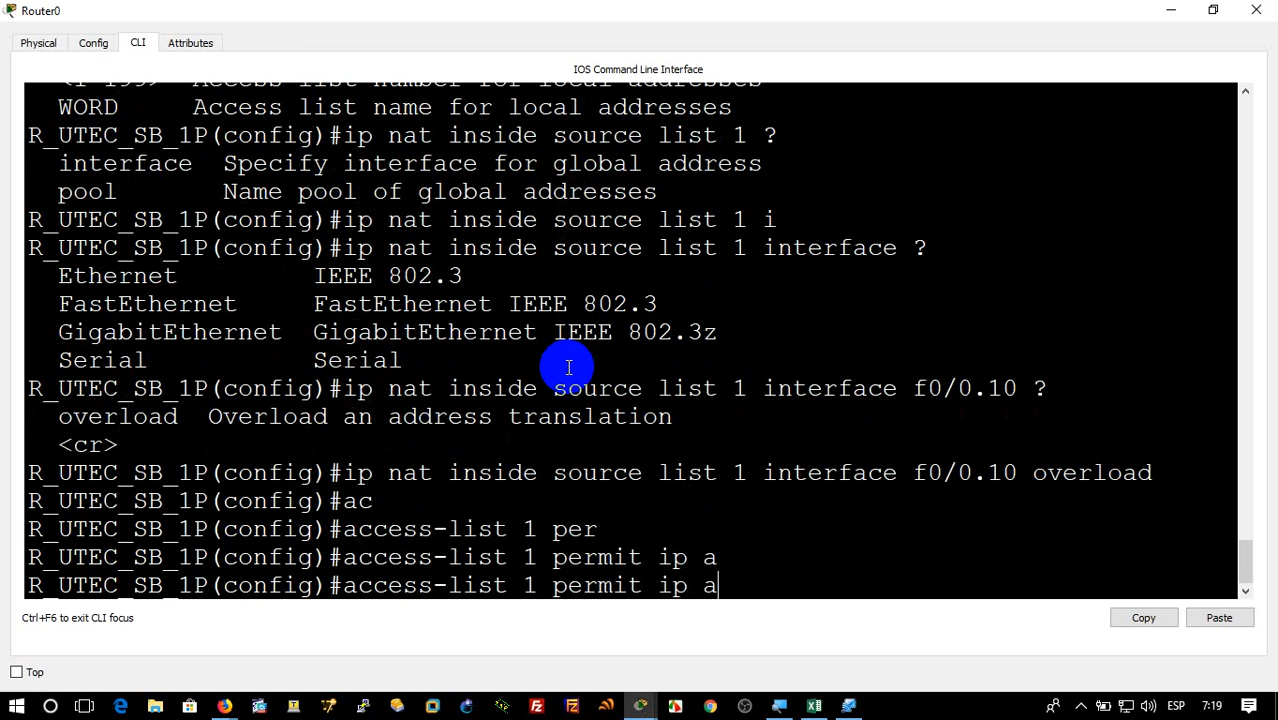 Router0
Physical Config CLI Attributes
IOS Command Line Interface
Access list number for local addresses
WORD Access list name for local addresses
R_UTEC_SB_1P(config)#ip nat inside source list 1 ?
interface Specify interface for global address
pool Name pool of global addresses
R_UTEC_SB_1P(config)#ip nat inside source list 1 i
R_UTEC_SB_1P(config)#ip nat inside source list 1 interface ?
Ethernet IEEE 802.3
FastEthernet FastEthernet IEEE 802.3
GigabitEthernet GigabitEthernet IEEE 802.3z
Serial Serial
R_UTEC_SB_1P(config)#ip nat inside source list 1 interface f0/0.10 ?
overload Overload an address translation
<cr>
R_UTEC_SB_1P(config)#ip nat inside source list 1 interface f0/0.10 overload
R_UTEC_SB_1P(config)#ac
R_UTEC_SB_1P(config)#access-list 1 per
R_UTEC_SB_1P(config)#access-list 1 permit ip a
R_UTEC_SB_1P(config)#access-list 1 permit ip a
Ctrl+F6 to exit CLI focus
Copy Paste
Top
ESP 7:19